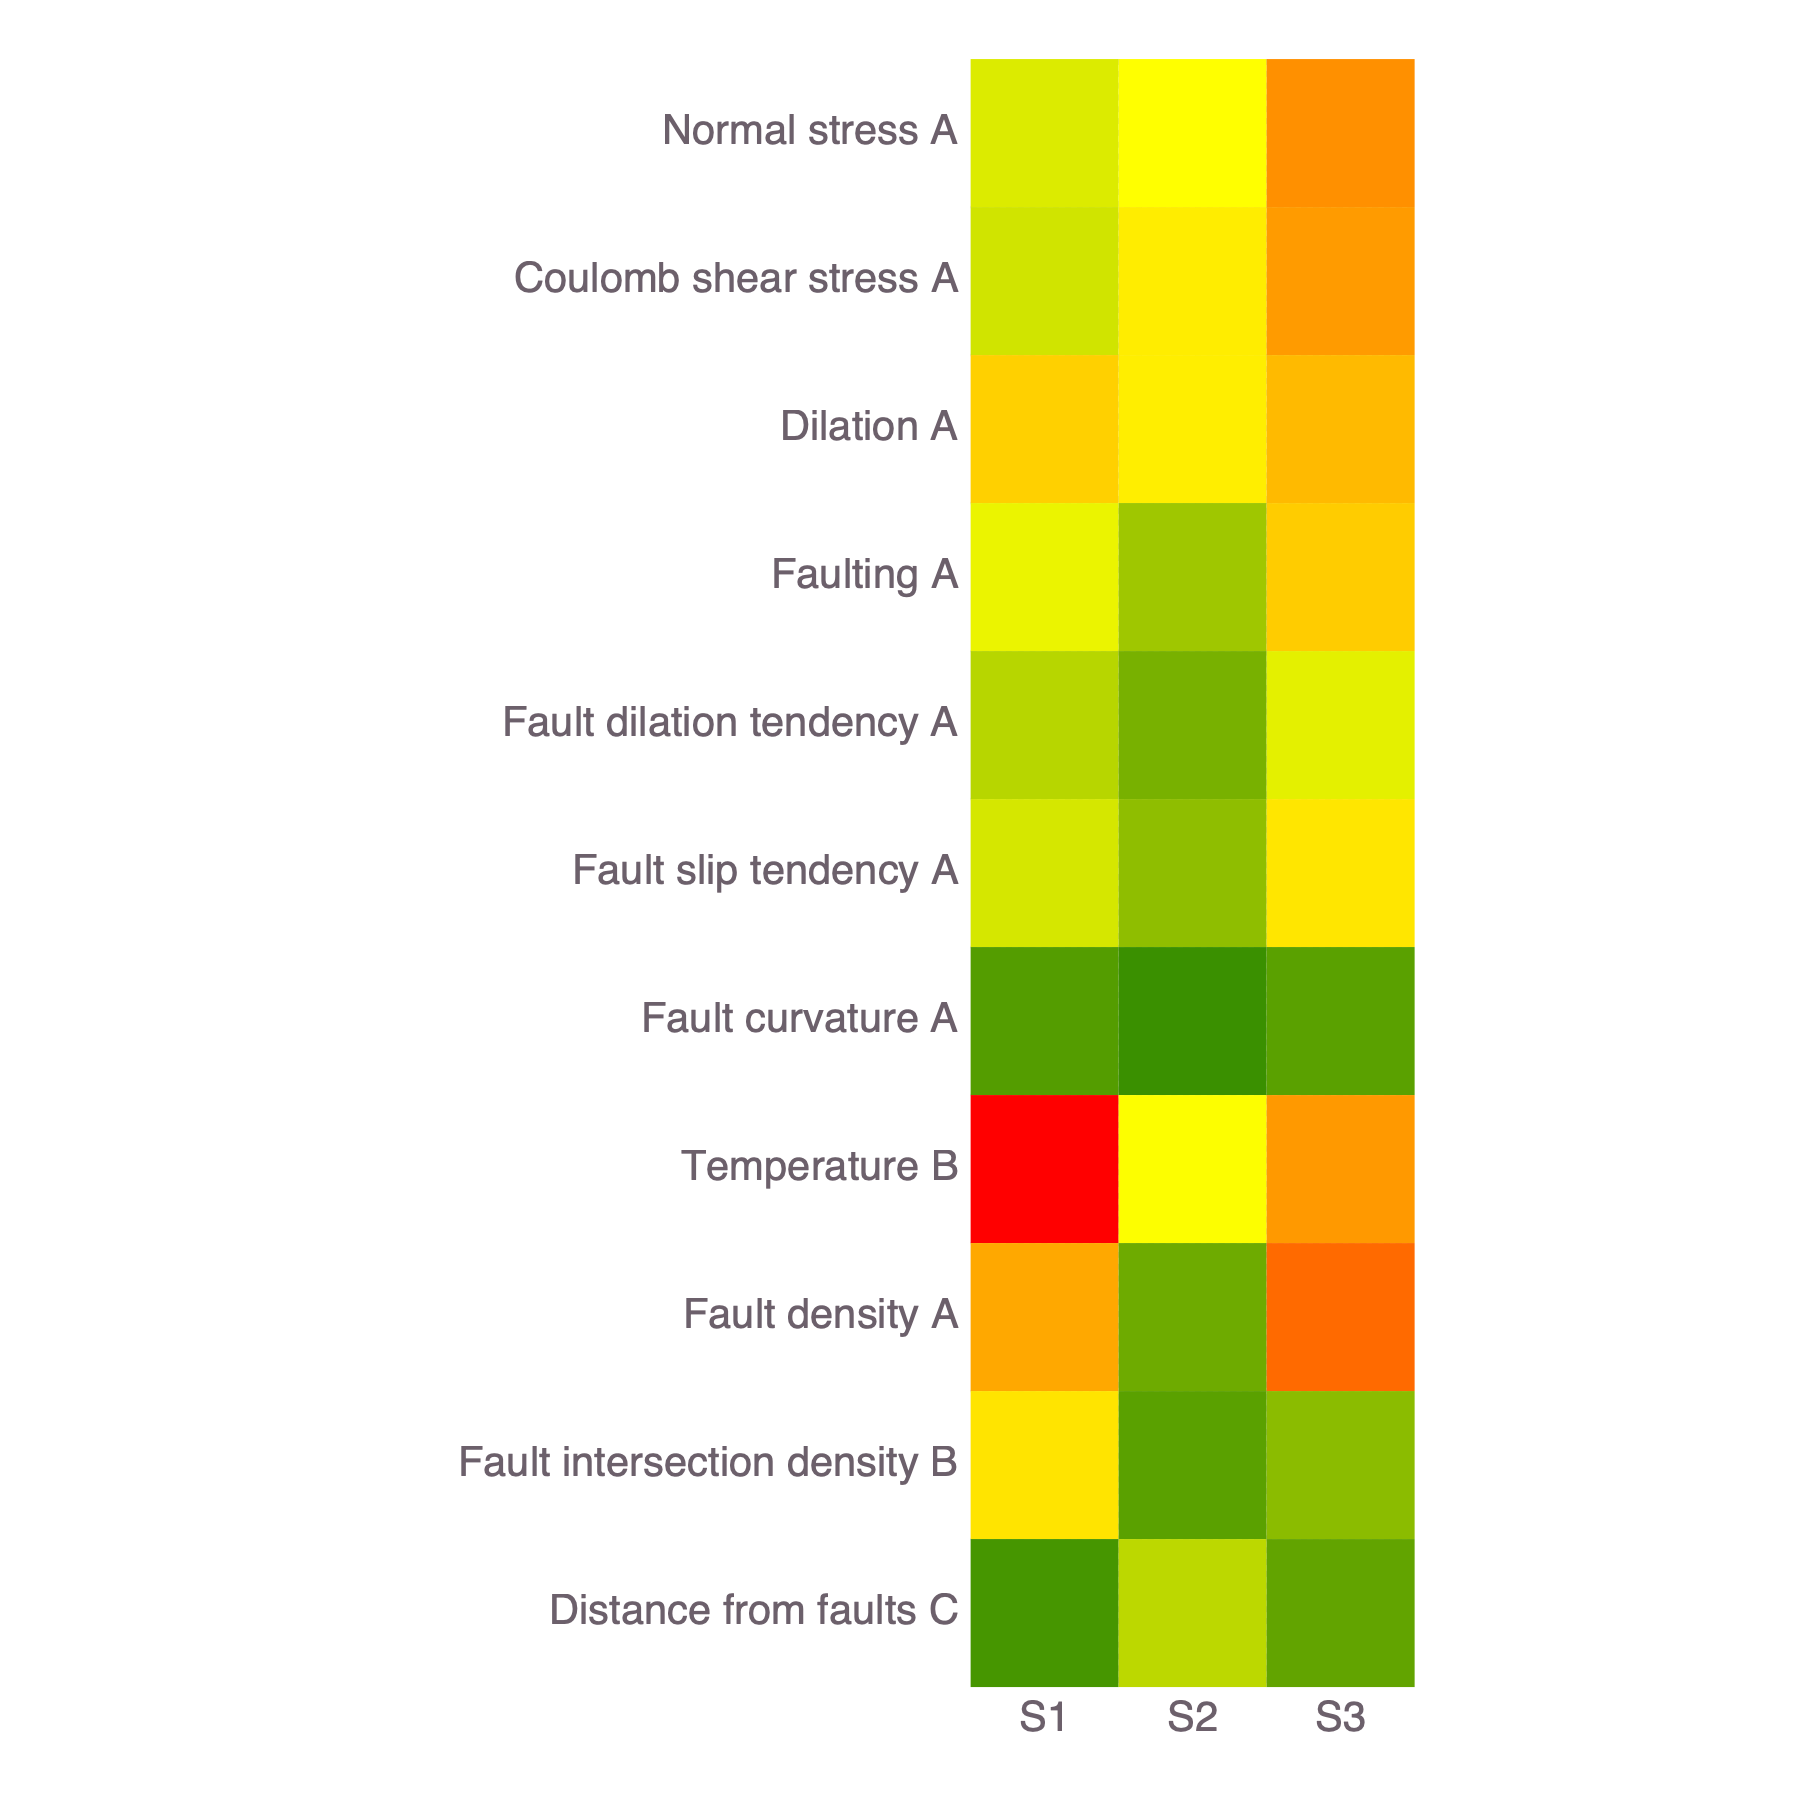 Normal stress A
Coulomb shear stress A
Dilation A
Faulting A
Fault dilation tendency A
Fault slip tendency A
Fault curvature A
Temperature B
Fault density A
Fault intersection density B
Distance from faults C
S1 S2 S3